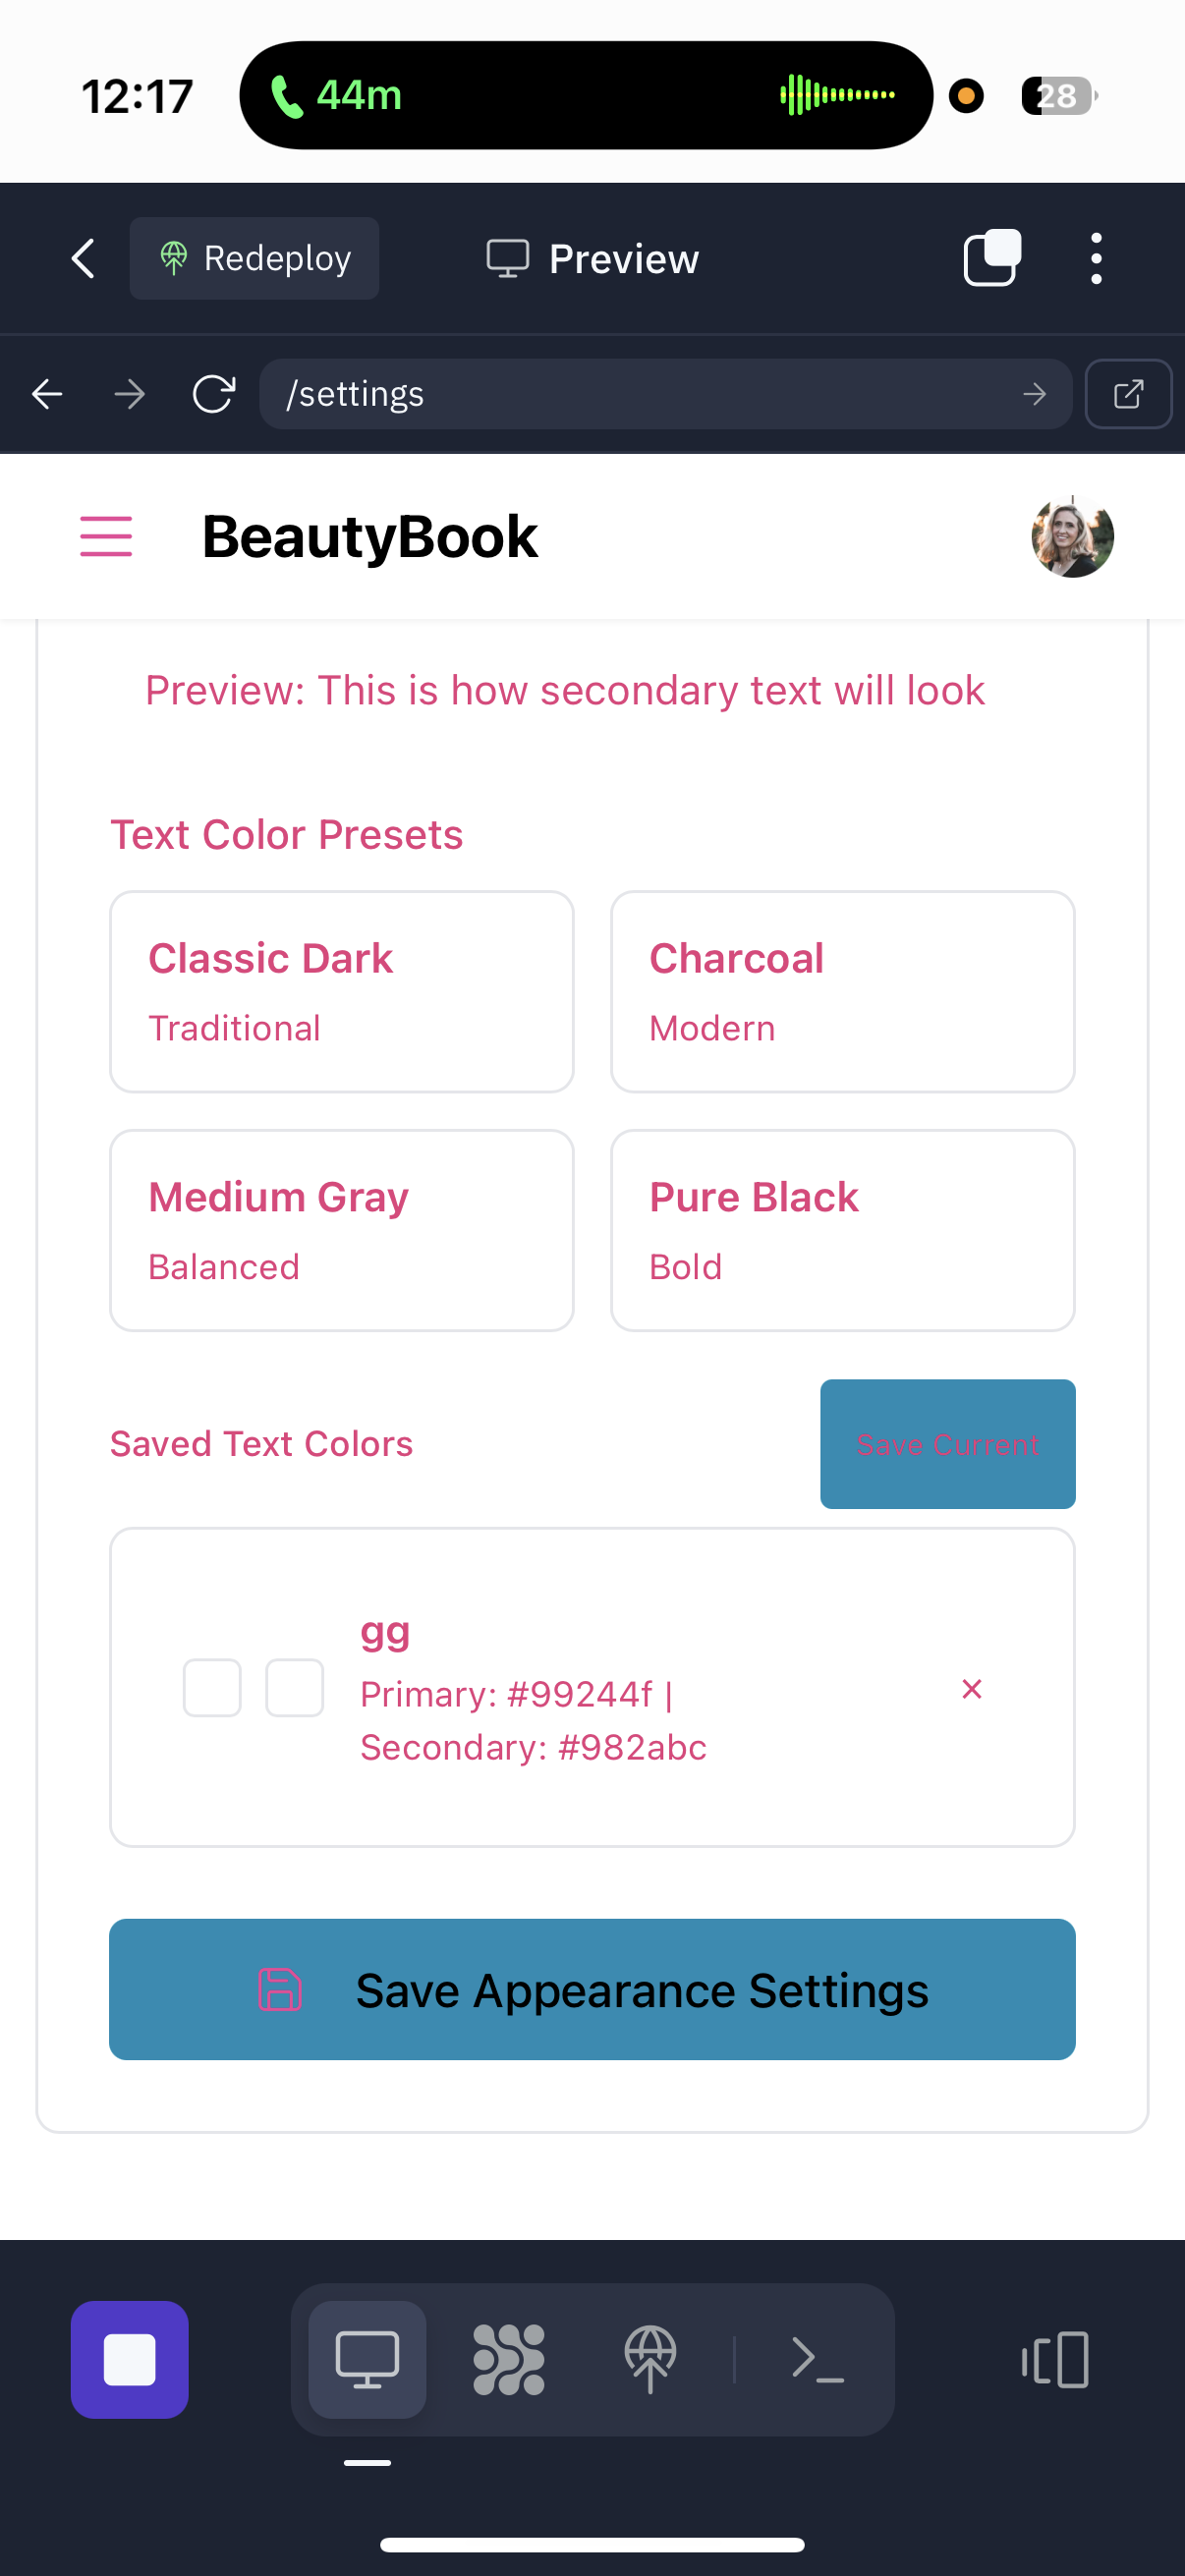 12:17
44m
28
Redeploy
Preview
/settings
BeautyBook
Preview: This is how secondary text will look
Text Color Presets
Classic Dark
Traditional
Charcoal
Modern
Medium Gray
Balanced
Pure Black
Bold
Saved Text Colors
Save Current
gg
Primary: #99244f |
Secondary: #982abc
×
Save Appearance Settings